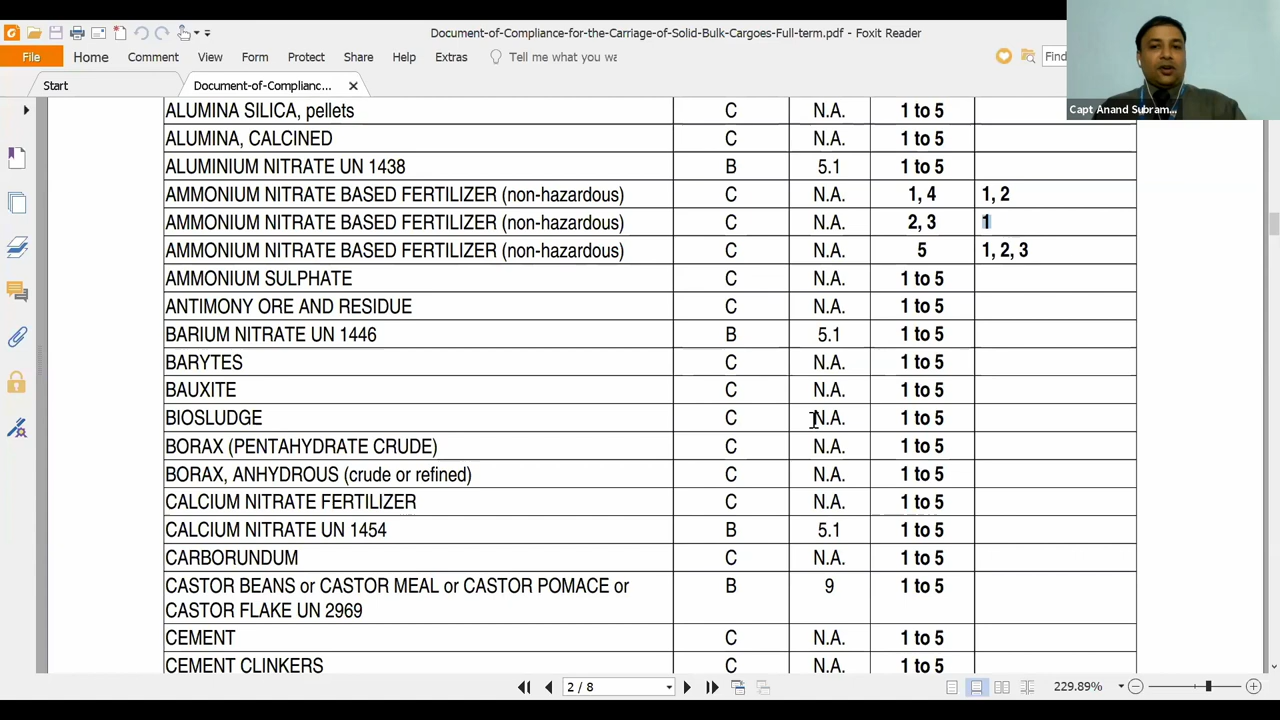 Document-of-Compliance-for-the-Carriage-of-Solid-Bulk-Cargoes-Full-term.pdf - Foxit Reader
File Home Comment View Form Protect Share Help Extras Tell me what you wa Find
Start Document-of-Complianc...
Capt Anand Subram...
ALUMINA SILICA, pellets C N.A. 1 to 5
ALUMINA, CALCINED C N.A. 1 to 5
ALUMINIUM NITRATE UN 1438 B 5.1 1 to 5
AMMONIUM NITRATE BASED FERTILIZER (non-hazardous) C N.A. 1, 4 1, 2
AMMONIUM NITRATE BASED FERTILIZER (non-hazardous) C N.A. 2, 3 1
AMMONIUM NITRATE BASED FERTILIZER (non-hazardous) C N.A. 5 1, 2, 3
AMMONIUM SULPHATE C N.A. 1 to 5
ANTIMONY ORE AND RESIDUE C N.A. 1 to 5
BARIUM NITRATE UN 1446 B 5.1 1 to 5
BARYTES C N.A. 1 to 5
BAUXITE C N.A. 1 to 5
BIOSLUDGE C N.A. 1 to 5
BORAX (PENTAHYDRATE CRUDE) C N.A. 1 to 5
BORAX, ANHYDROUS (crude or refined) C N.A. 1 to 5
CALCIUM NITRATE FERTILIZER C N.A. 1 to 5
CALCIUM NITRATE UN 1454 B 5.1 1 to 5
CARBORUNDUM C N.A. 1 to 5
CASTOR BEANS or CASTOR MEAL or CASTOR POMACE or B 9 1 to 5
CASTOR FLAKE UN 2969
CEMENT C N.A. 1 to 5
CEMENT CLINKERS C N.A. 1 to 5
2 / 8 229.89%